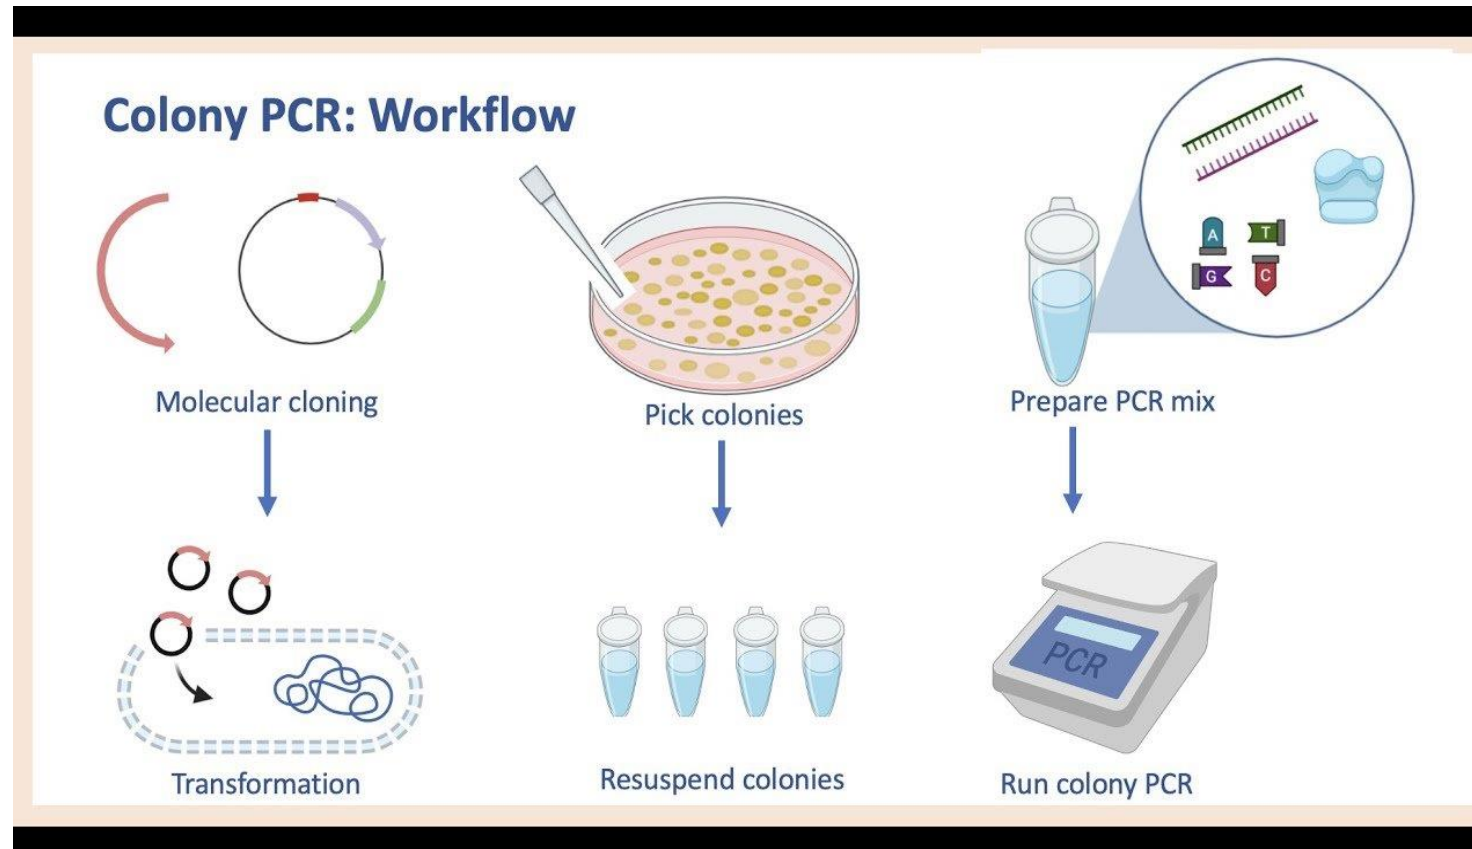 Colony PCR: Workflow
Molecular cloning
Transformation
Pick colonies
Resuspend colonies
A
T
G
C
Prepare PCR mix
PCR
Run colony PCR